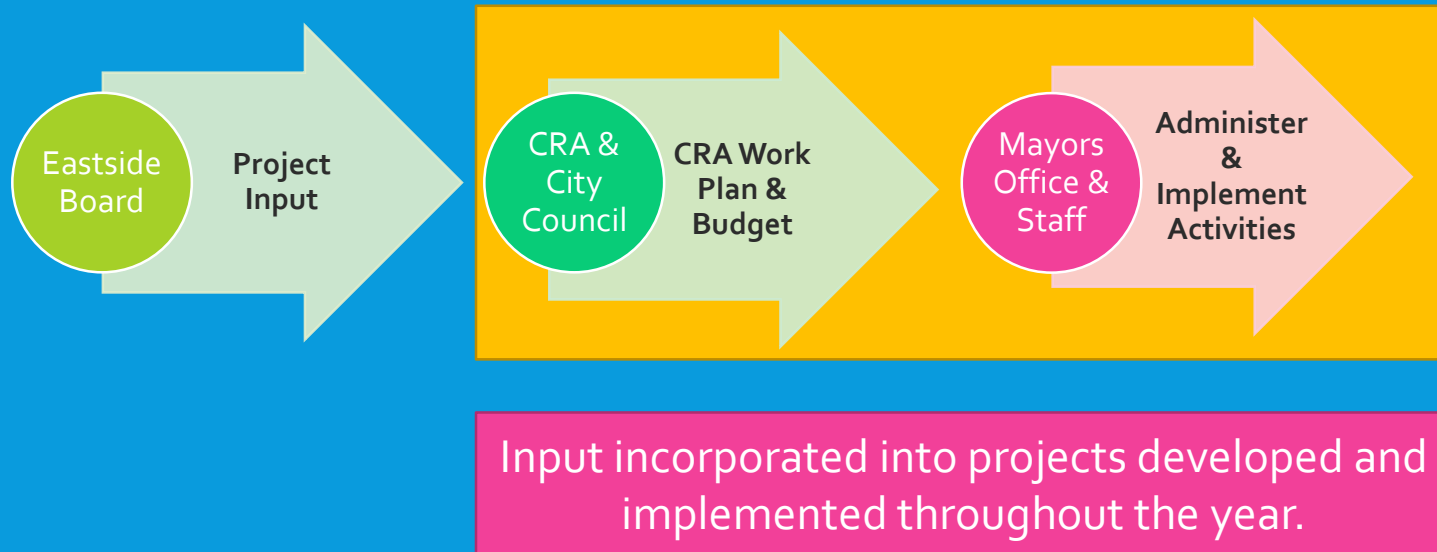 Eastside
Board
Project
Input
CRA &
City
Council
CRA Work
Plan &
Budget
Mayors
Office &
Staff
Administer
&
Implement
Activities
Input incorporated into projects developed and
implemented throughout the year.